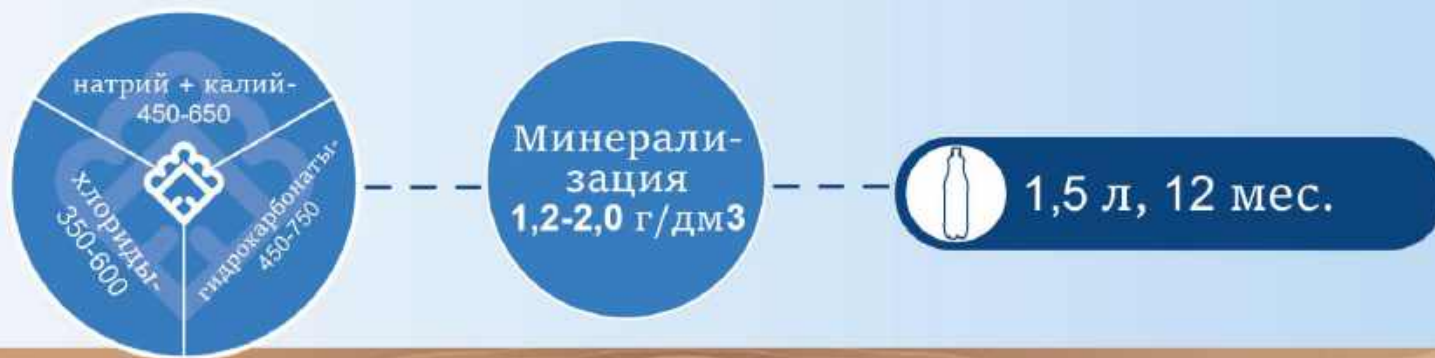 натрий + калий-
450-650
хлориды-
350-600
гидрокарбонаты-
450-750
Минерали-
зация
1,2-2,0 г/дм3
1,5 л, 12 мес.